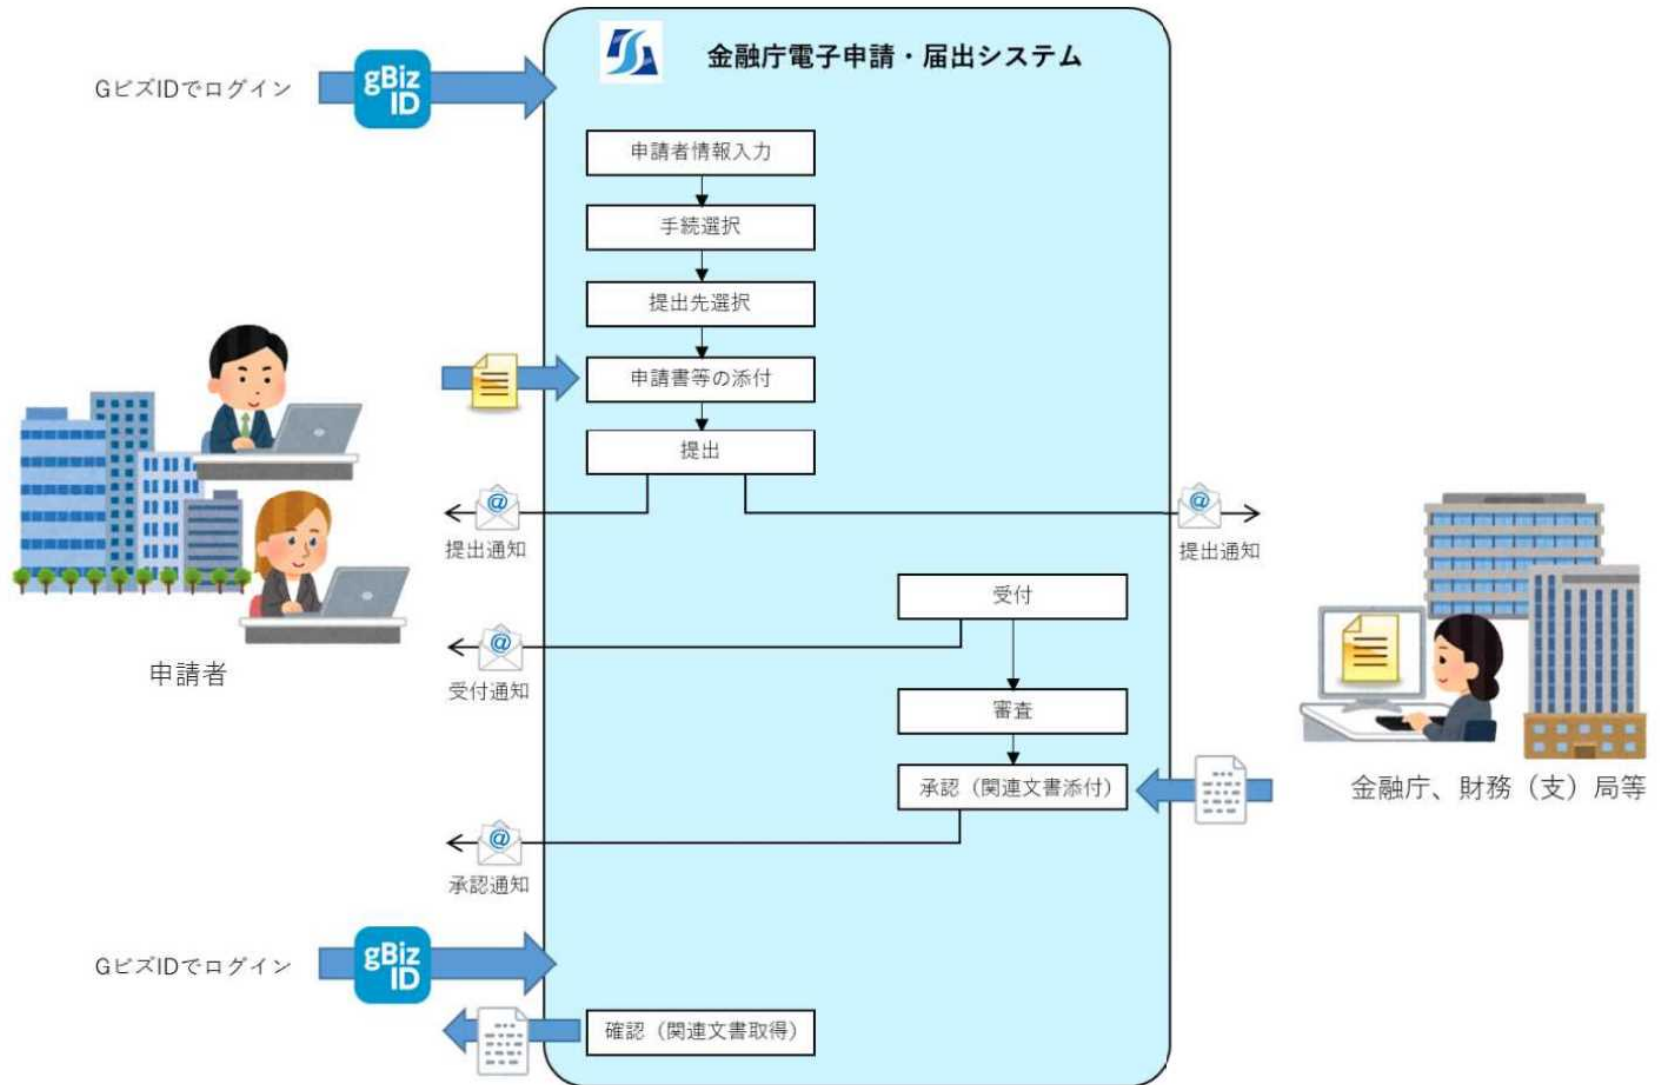 金融庁電子申請・届出システム
GビズIDでログイン
gBiz
ID
申請者情報入力
手続選択
提出先選択
申請書等の添付
提出
@
提出通知
@
提出通知
受付
@
受付通知
申請者
審査
承認（関連文書添付）
金融庁、財務（支）局等
@
承認通知
GビズIDでログイン
gBiz
ID
確認（関連文書取得）